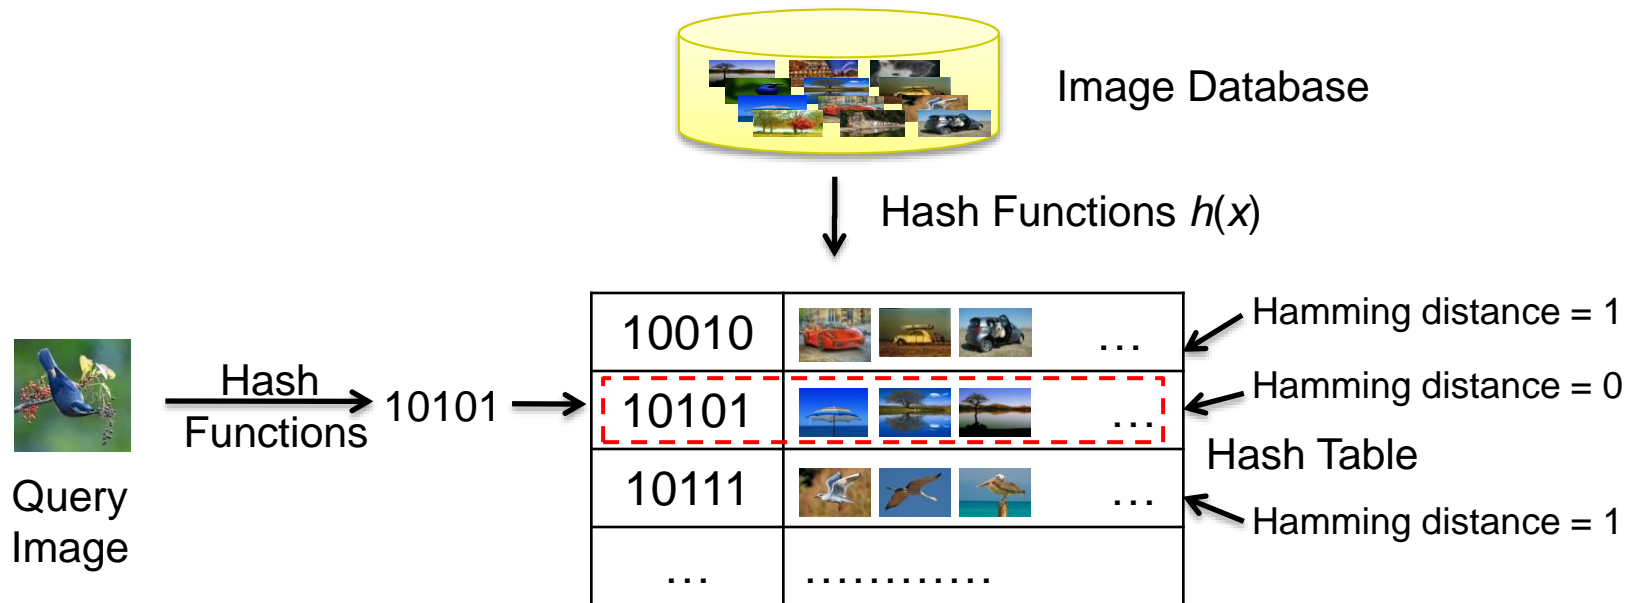 Image Database
Hash Functions h(x)
10010
...
Hamming distance = 1
Hash
Functions
10101
10101
...
Hamming distance = 0
Hash Table
10111
...
Hamming distance = 1
Query
Image
...
............